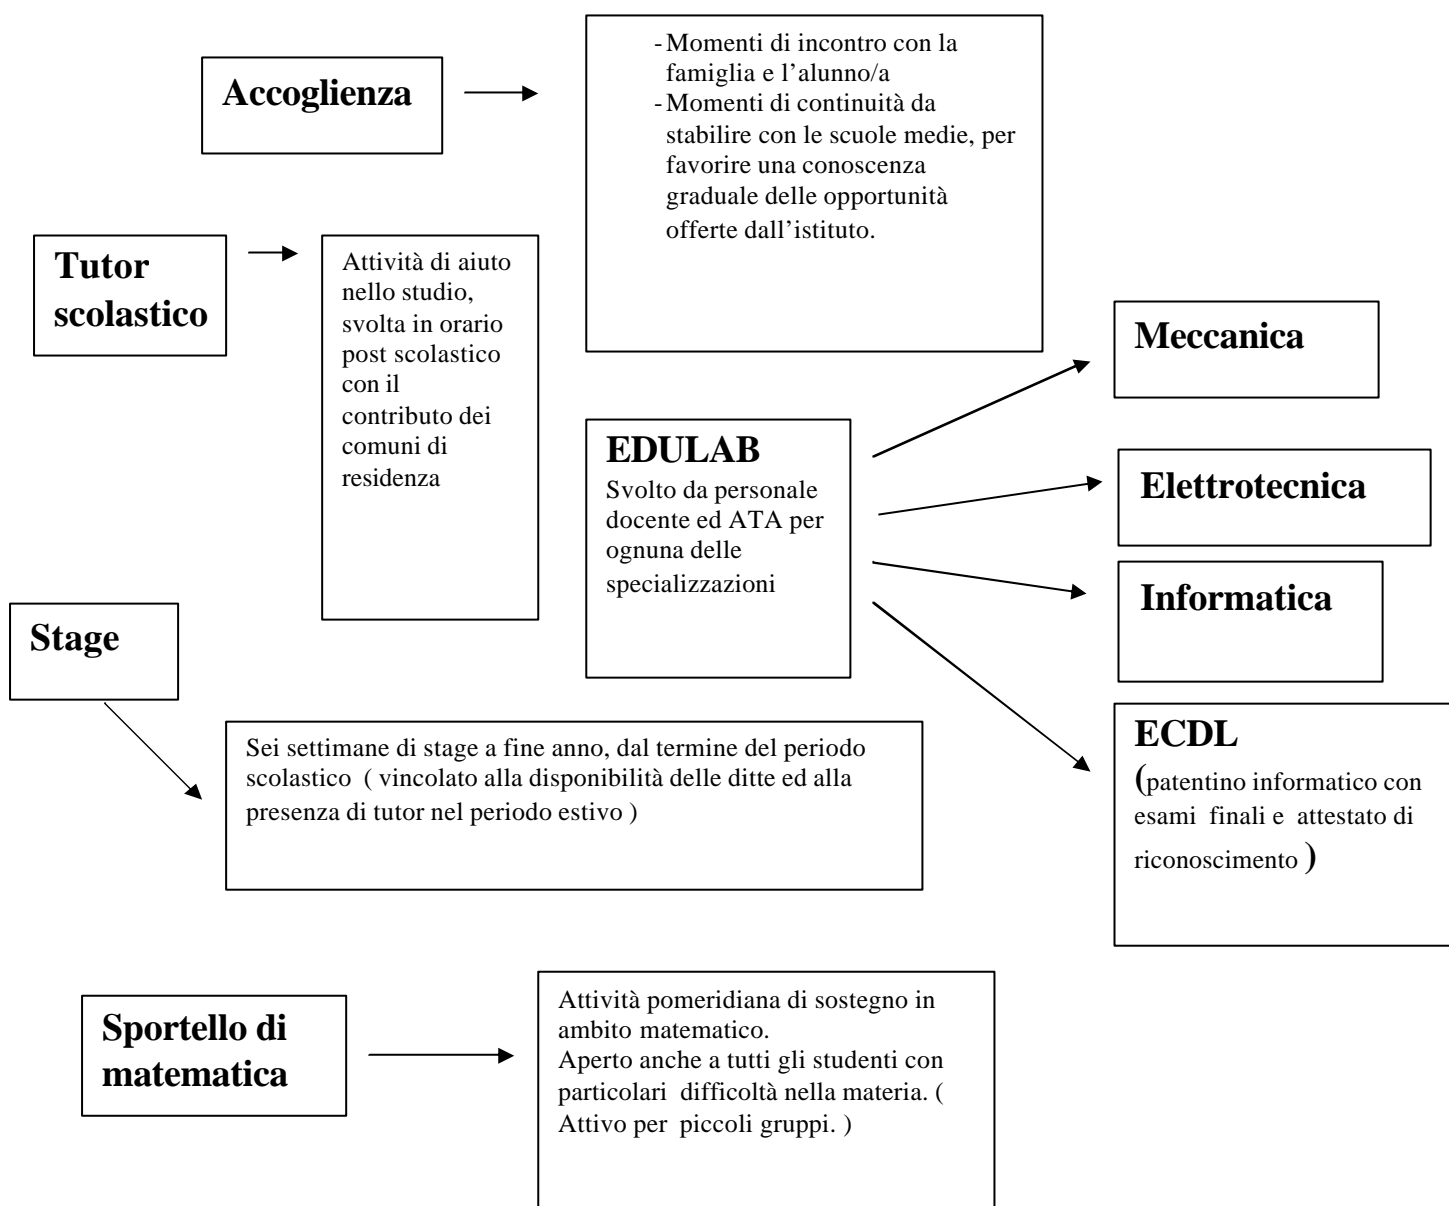 Accoglienza
- Momenti di incontro con la
famiglia e l’alunno/a
- Momenti di continuità da
stabilire con le scuole medie, per
favorire una conoscenza
graduale delle opportunità
offerte dall’istituto.
Tutor
scolastico
Attività di aiuto
nello studio,
svolta in orario
post scolastico
con il
contributo dei
comuni di
residenza
EDULAB
Svolto da personale
docente ed ATA per
ognuna delle
specializzazioni
Meccanica
Elettrotecnica
Informatica
ECDL
(patentino informatico con
esami finali e attestato di
riconoscimento )
Stage
Sei settimane di stage a fine anno, dal termine del periodo
scolastico ( vincolato alla disponibilità delle ditte ed alla
presenza di tutor nel periodo estivo )
Sportello di
matematica
Attività pomeridiana di sostegno in
ambito matematico.
Aperto anche a tutti gli studenti con
particolari difficoltà nella materia. (
Attivo per piccoli gruppi. )